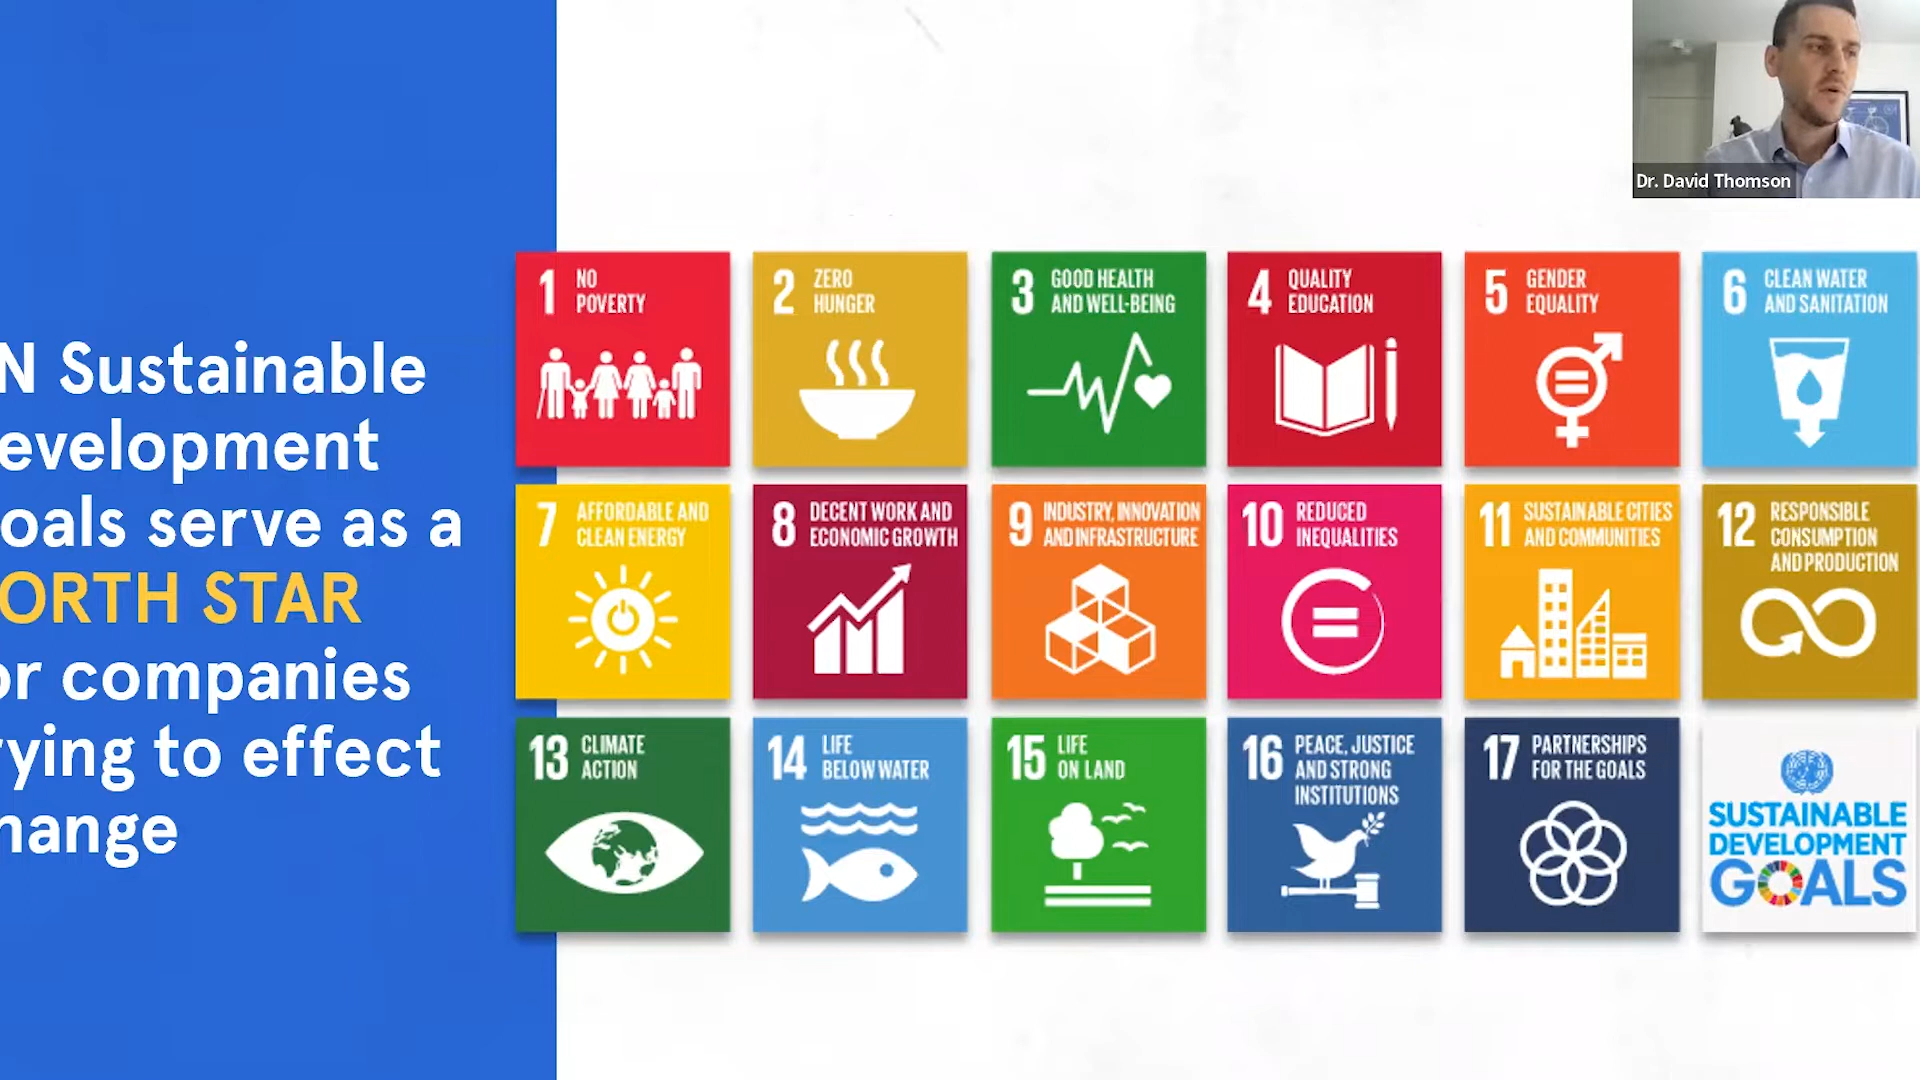 N Sustainable
evelopment
oals serve as a
ORTH STAR
or companies
rying to effect
hange
Dr. David Thomson
1 NO
POVERTY
2 ZERO
HUNGER
3 GOOD HEALTH
AND WELL-BEING
4 QUALITY
EDUCATION
5 GENDER
EQUALITY
6 CLEAN WATER
AND SANITATION
7 AFFORDABLE AND
CLEAN ENERGY
8 DECENT WORK AND
ECONOMIC GROWTH
9 INDUSTRY, INNOVATION
AND INFRASTRUCTURE
10 REDUCED
INEQUALITIES
11 SUSTAINABLE CITIES
AND COMMUNITIES
12 RESPONSIBLE
CONSUMPTION
AND PRODUCTION
13 CLIMATE
ACTION
14 LIFE
BELOW WATER
15 LIFE
ON LAND
16 PEACE, JUSTICE
AND STRONG
INSTITUTIONS
17 PARTNERSHIPS
FOR THE GOALS
SUSTAINABLE
DEVELOPMENT
GOALS